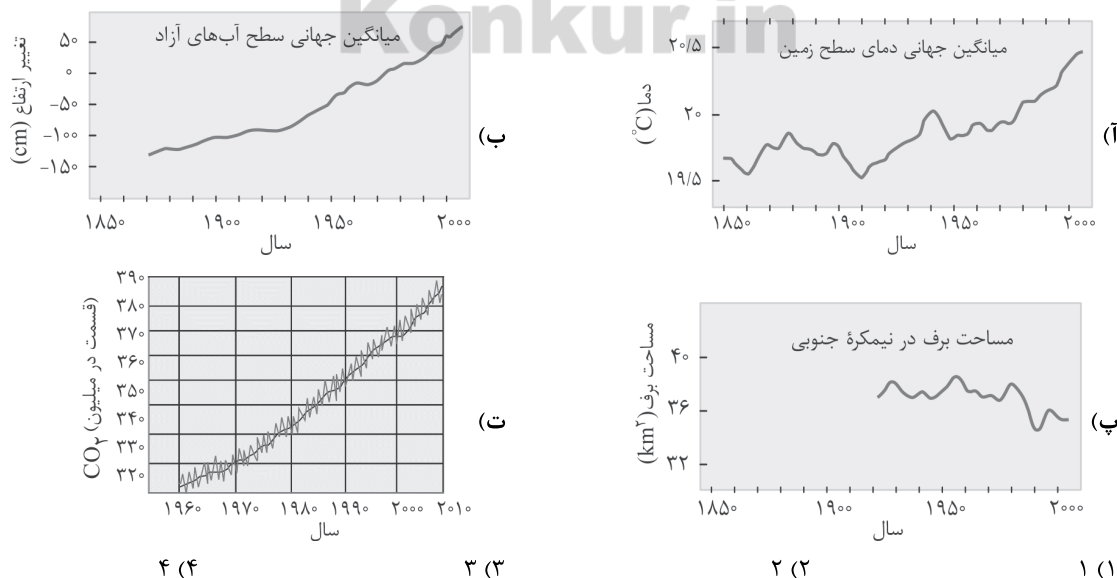 Konkur.in
آ)
میانگین جهانی دمای سطح زمین
دما (°C)
۲۰/۵
۲۰
۱۹/۵
۱۸۵۰ ۱۹۰۰ ۱۹۵۰ ۲۰۰۰
سال
ب)
میانگین جهانی سطح آب‌های آزاد
تغییر ارتفاع (cm)
۵۰
۰
-۵۰
-۱۰۰
-۱۵۰
۱۸۵۰ ۱۹۰۰ ۱۹۵۰ ۲۰۰۰
سال
پ)
مساحت برف در نیمکرهٔ جنوبی
مساحت برف (km²)
۴۰
۳۶
۳۲
۱۸۵۰ ۱۹۰۰ ۱۹۵۰ ۲۰۰۰
سال
ت)
CO₂ (قسمت در میلیون)
۳۹۰
۳۸۰
۳۷۰
۳۶۰
۳۵۰
۳۴۰
۳۳۰
۳۲۰
۱۹۶۰ ۱۹۷۰ ۱۹۸۰ ۱۹۹۰ ۲۰۰۰ ۲۰۱۰
سال
۱) ۱ ۲) ۲ ۳) ۳ ۴) ۴